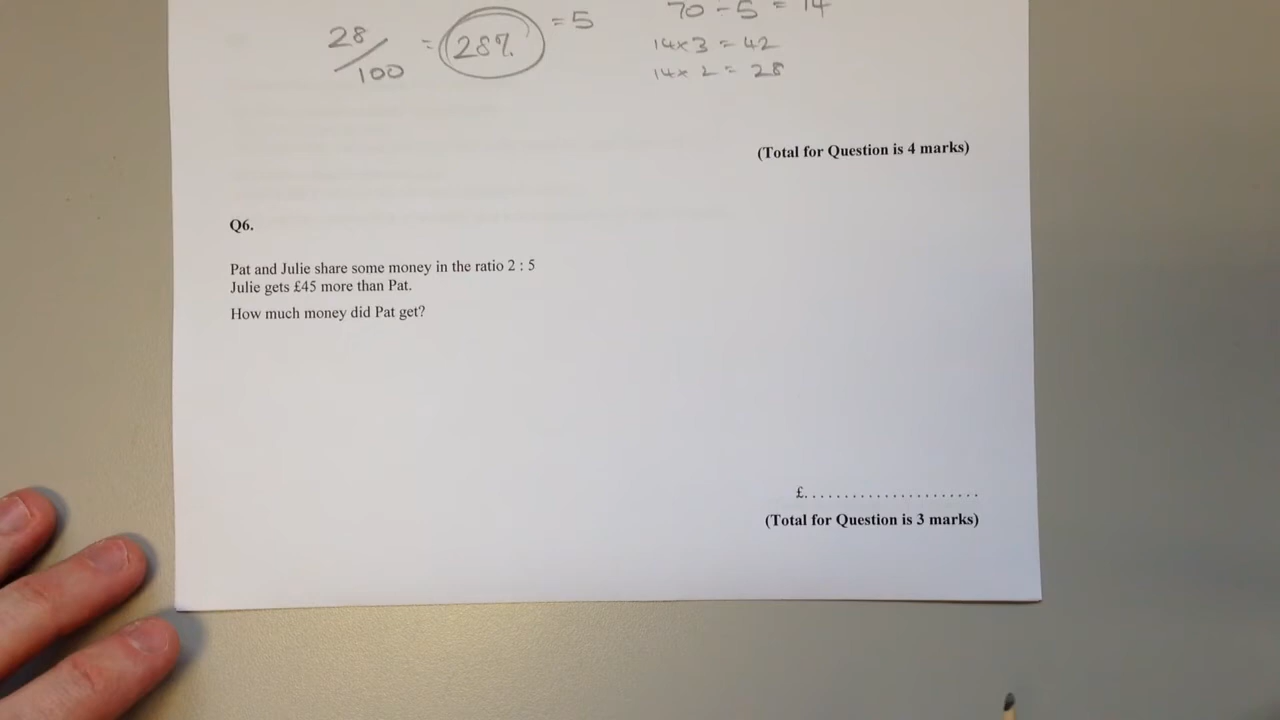 28/100 = 28% = 5
70 ÷ 5 = 14
14 x 3 = 42
14 x 2 = 28
(Total for Question is 4 marks)
Q6.
Pat and Julie share some money in the ratio 2 : 5
Julie gets £45 more than Pat.
How much money did Pat get?
£......................
(Total for Question is 3 marks)